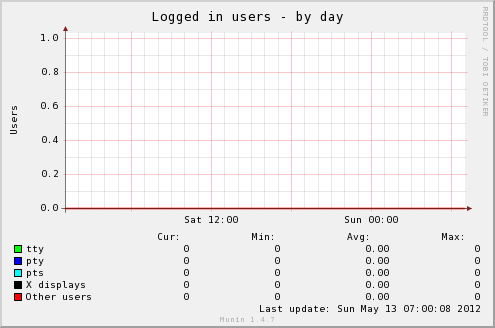 Logged in users - by day
RRDTOOL / TOBI OETIKER
Users
1.0
0.8
0.6
0.4
0.2
0.0
Sat 12:00 Sun 00:00
Cur: Min: Avg: Max:
tty 0 0 0.00 0
pty 0 0 0.00 0
pts 0 0 0.00 0
X displays 0 0 0.00 0
Other users 0 0 0.00 0
Last update: Sun May 13 07:00:08 2012
Munin 1.4.7